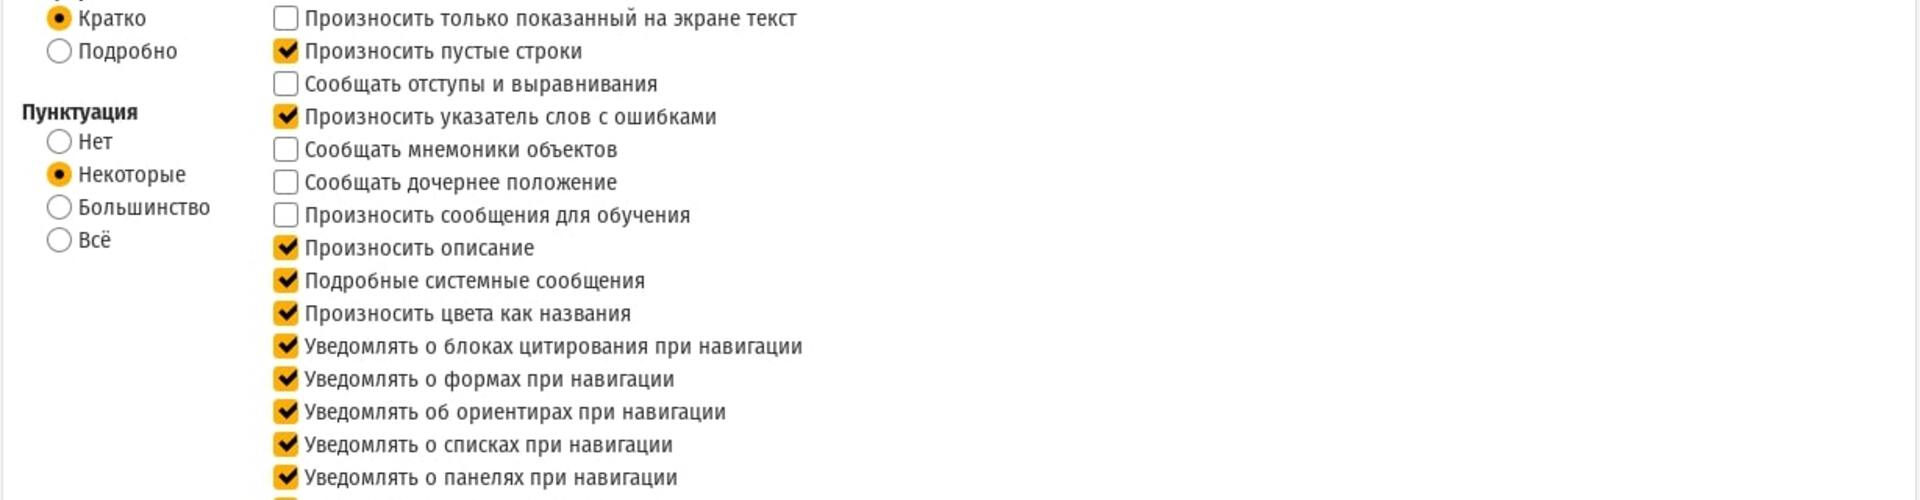 Кратко
Подробно
Пунктуация
Нет
Некоторые
Большинство
Всё
Произносить только показанный на экране текст
Произносить пустые строки
Сообщать отступы и выравнивания
Произносить указатель слов с ошибками
Сообщать мнемоники объектов
Сообщать дочернее положение
Произносить сообщения для обучения
Произносить описание
Подробные системные сообщения
Произносить цвета как названия
Уведомлять о блоках цитирования при навигации
Уведомлять о формах при навигации
Уведомлять об ориентирах при навигации
Уведомлять о списках при навигации
Уведомлять о панелях при навигации